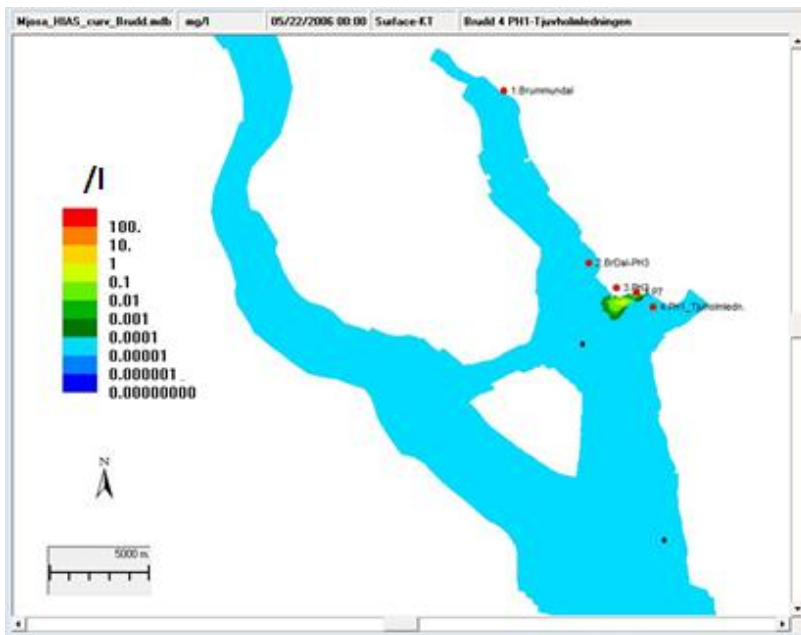 Mjosa_HIAS_curv_Brudd.mdb mg/l 05/22/2006 00:00 Surface-KT Brudd 4 PH1-Tjuvholmledningen
1.Brummundal
/l
100.
10.
1
0.1
0.01
0.001
0.0001
0.00001
0.000001
0.00000000
2.BrDal-PH3
3.PH3
4.PH1_Tjuvholmledn.
N
5000 m.